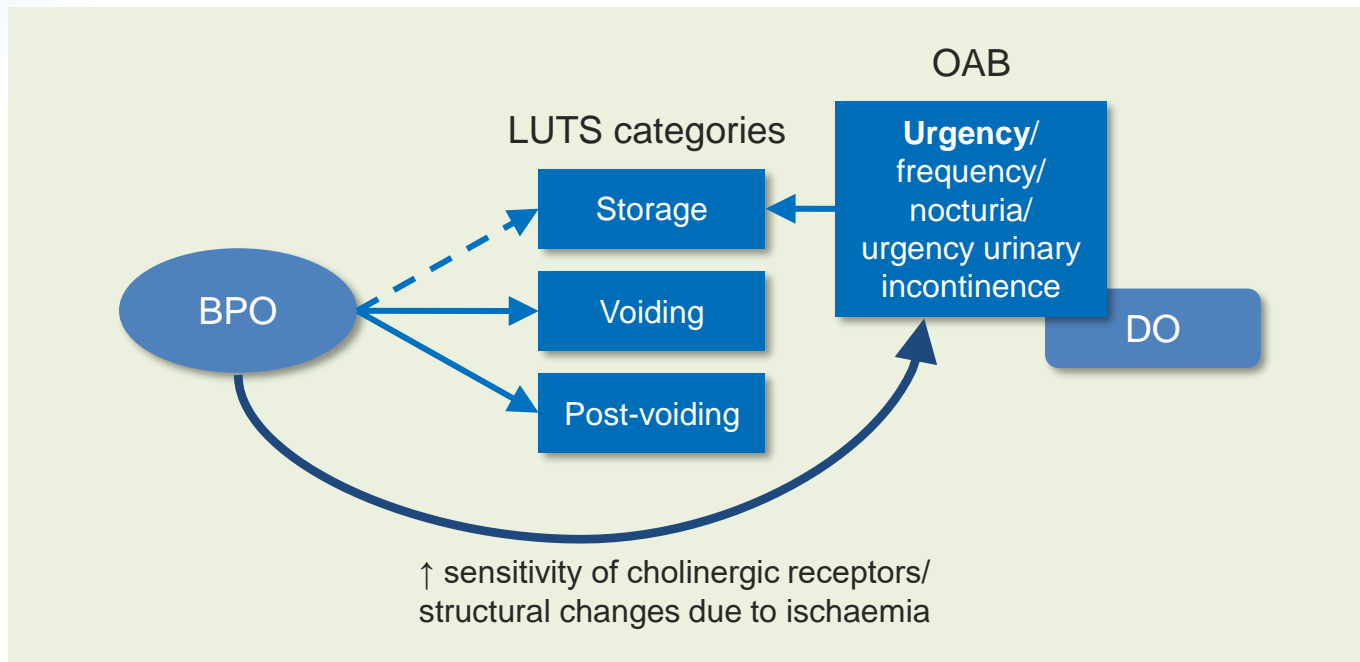 OAB
LUTS categories
Urgency/
frequency/
nocturia/
urgency urinary
incontinence
Storage
BPO
Voiding
DO
Post-voiding
↑ sensitivity of cholinergic receptors/
structural changes due to ischaemia